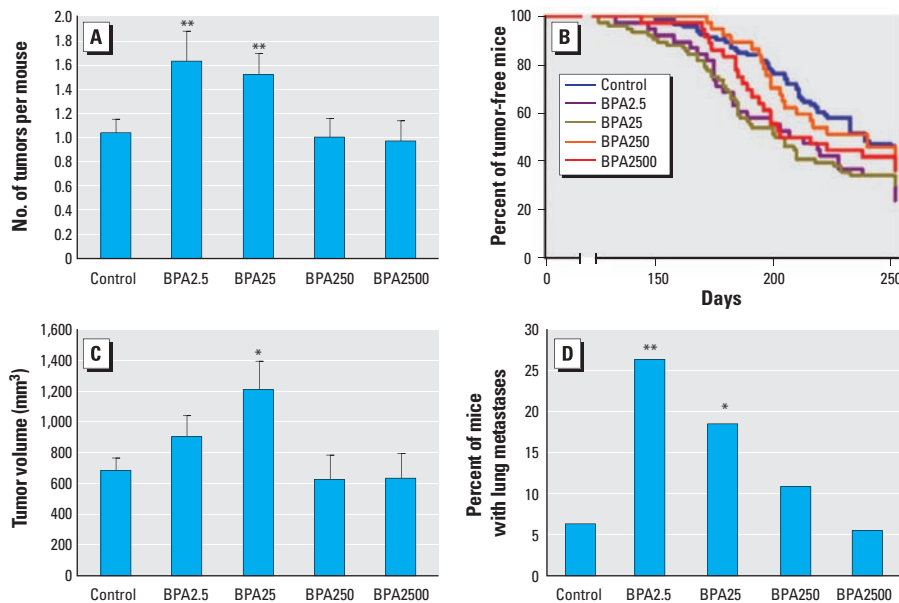 A
No. of tumors per mouse
2.0
1.8
1.6
1.4
1.2
1.0
0.8
0.6
0.4
0.2
0
**
**
Control BPA2.5 BPA25 BPA250 BPA2500
B
Percent of tumor-free mice
100
80
60
40
20
0
Control
BPA2.5
BPA25
BPA250
BPA2500
0 150 200 250
Days
C
Tumor volume (mm³)
1,600
1,400
1,200
1,000
800
600
400
200
0
*
Control BPA2.5 BPA25 BPA250 BPA2500
D
Percent of mice
with lung metastases
30
25
20
15
10
5
0
**
*
Control BPA2.5 BPA25 BPA250 BPA2500